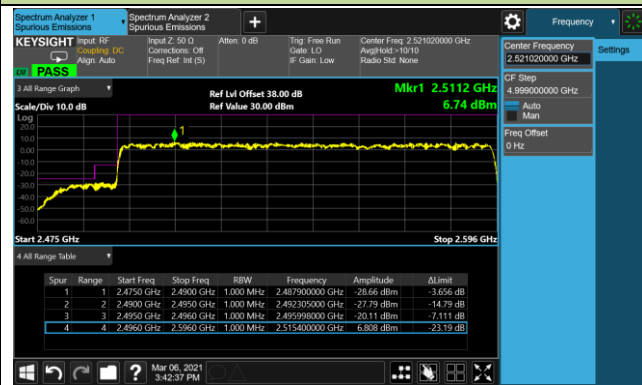 Spectrum Analyzer 1
Spurious Emissions
Spectrum Analyzer 2
Spurious Emissions
Frequency
KEYSIGHT
Input: RF
Coupling: DC
Align: Auto
Input Z: 50 Ω
Corrections: Off
Freq Ref: Int (S)
Atten: 0 dB
Trig: Free Run
Gate: LO
IF Gain: Low
Center Freq: 2.521020000 GHz
Avg|Hold:>10/10
Radio Std: None
PASS
Center Frequency
2.521020000 GHz
Settings
CF Step
4.999000000 GHz
Auto
Man
Freq Offset
0 Hz
3 All Range Graph
Scale/Div 10.0 dB
Ref Lvl Offset 38.00 dB
Ref Value 30.00 dBm
Mkr1 2.5112 GHz
6.74 dBm
Log
20.0
10.0
0.00
-10.0
-20.0
-30.0
-40.0
-50.0
-60.0
1
Start 2.475 GHz
Stop 2.596 GHz
4 All Range Table
Spur Range Start Freq Stop Freq RBW Frequency Amplitude ΔLimit
1 1 2.4750 GHz 2.4900 GHz 1.000 MHz 2.487900000 GHz -28.66 dBm -3.656 dB
2 2 2.4900 GHz 2.4950 GHz 1.000 MHz 2.492305000 GHz -27.79 dBm -14.79 dB
3 3 2.4950 GHz 2.4960 GHz 1.000 MHz 2.495998000 GHz -20.11 dBm -7.111 dB
4 4 2.4960 GHz 2.5960 GHz 1.000 MHz 2.515400000 GHz 6.808 dBm -23.19 dB
Mar 06, 2021
3:42:37 PM